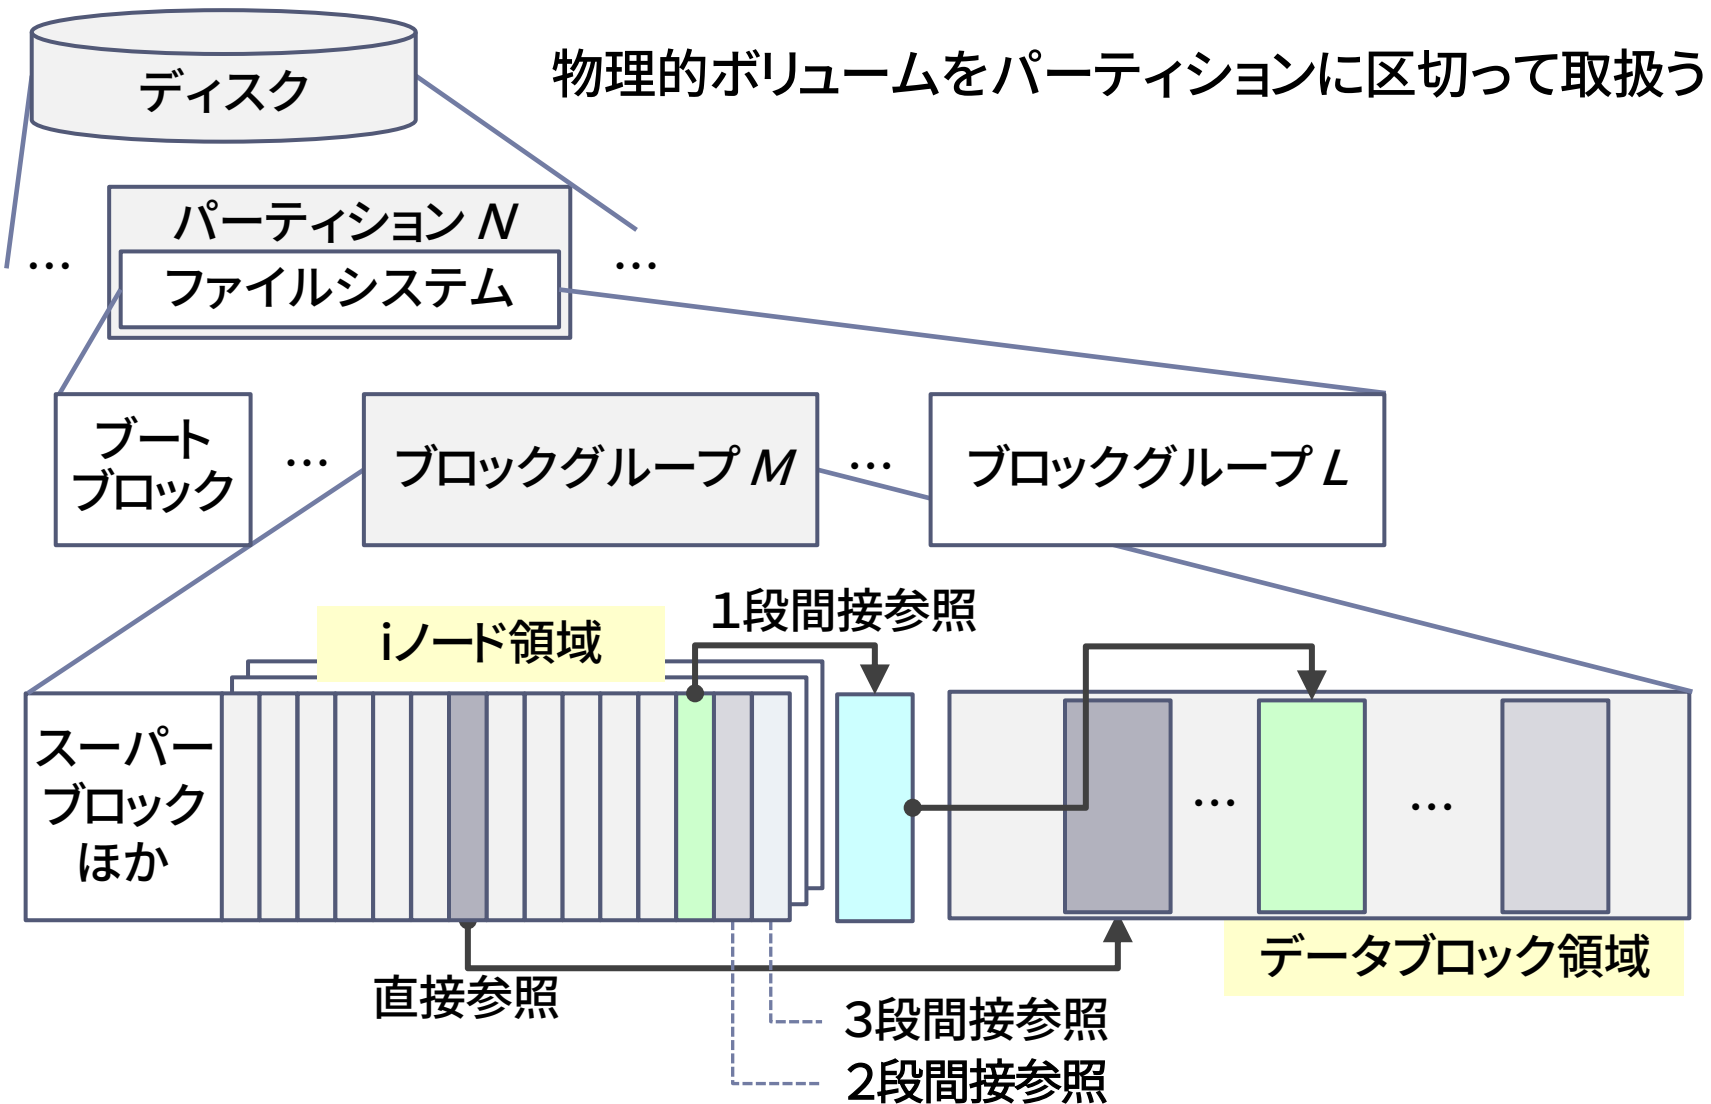 ディスク
物理的ボリュームをパーティションに区切って取扱う
パーティション N
…
ファイルシステム
…
ブート
ブロック
…
ブロックグループ M
…
ブロックグループ L
1段間接参照
iノード領域
スーパー
ブロック
ほか
…
…
データブロック領域
直接参照
3段間接参照
2段間接参照